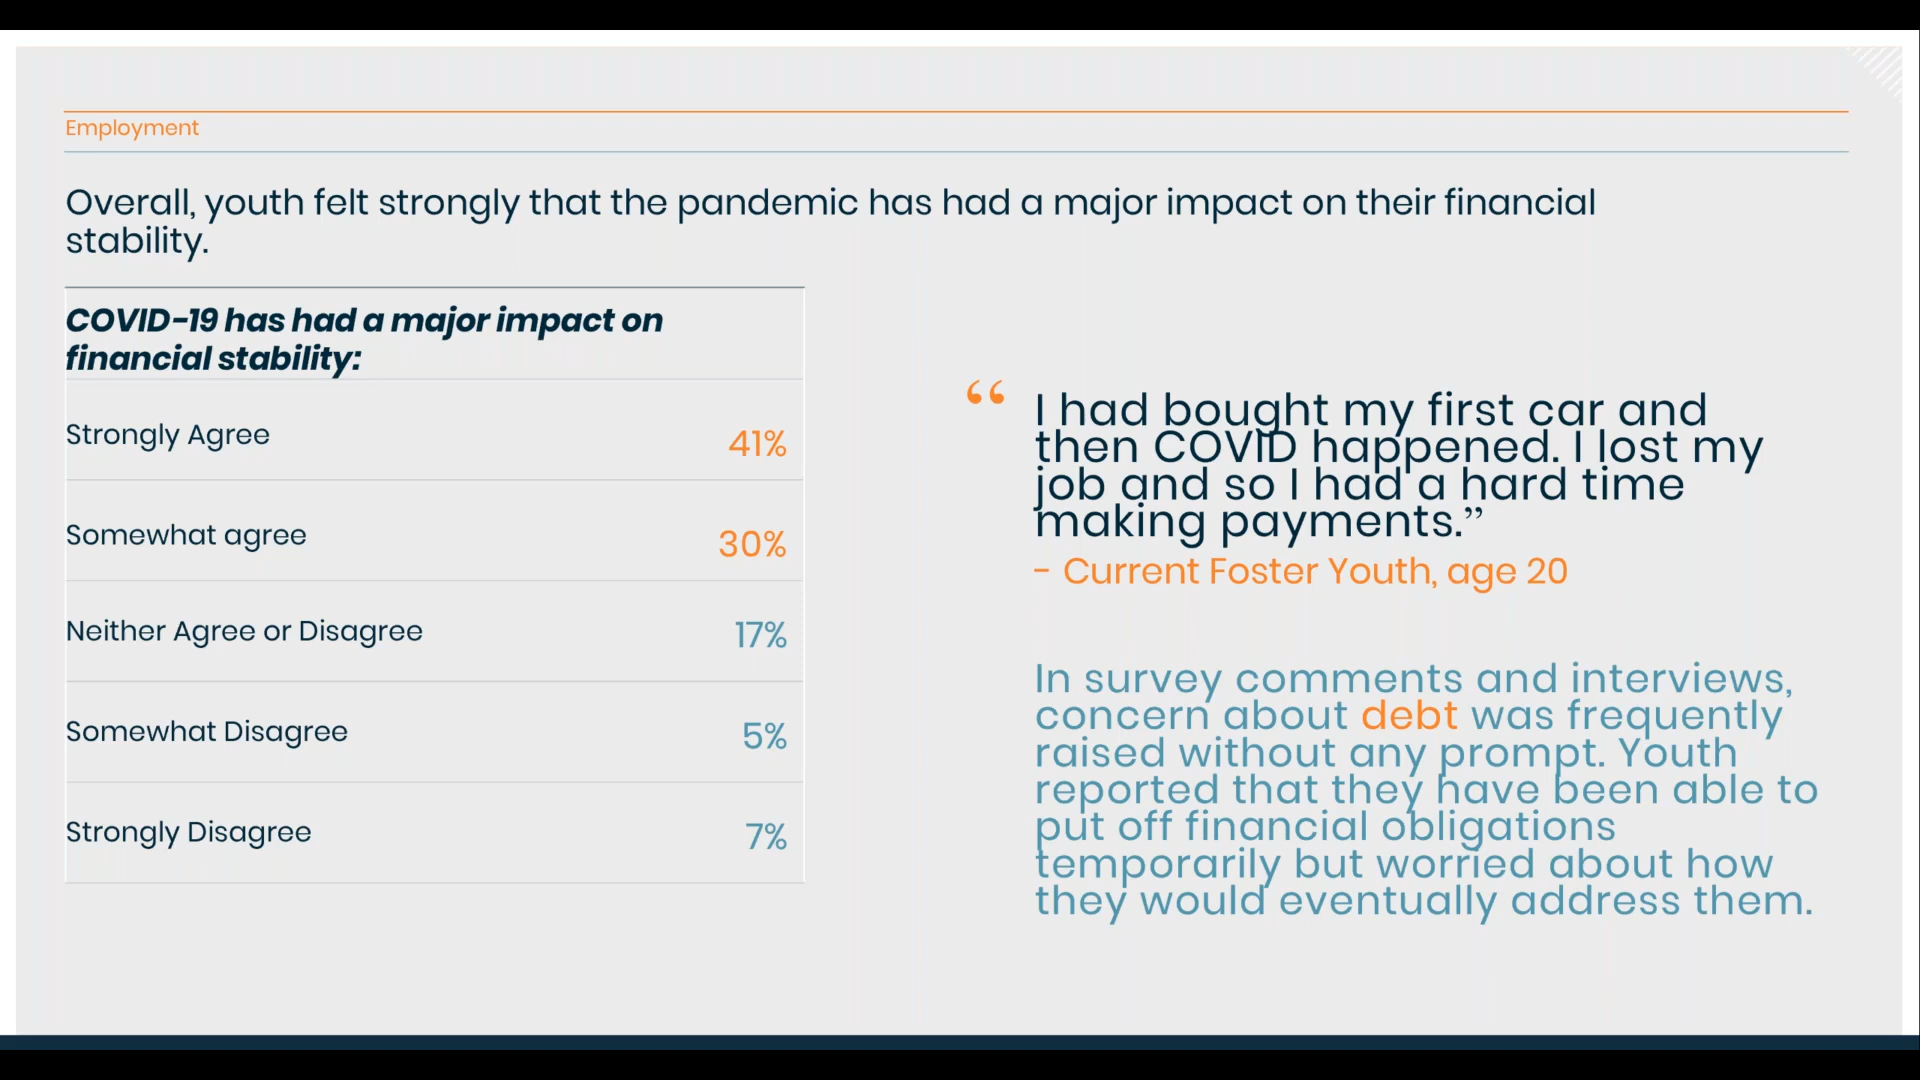 Employment
Overall, youth felt strongly that the pandemic has had a major impact on their financial
stability.
COVID-19 has had a major impact on
financial stability:
Strongly Agree 41%
Somewhat agree 30%
Neither Agree or Disagree 17%
Somewhat Disagree 5%
Strongly Disagree 7%
“ I had bought my first car and
then COVID happened. I lost my
job and so I had a hard time
making payments.”
- Current Foster Youth, age 20
In survey comments and interviews,
concern about debt was frequently
raised without any prompt. Youth
reported that they have been able to
put off financial obligations
temporarily but worried about how
they would eventually address them.